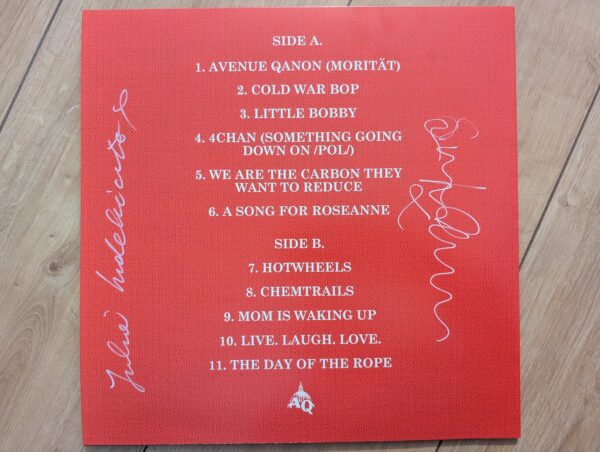 SIDE A.
1. AVENUE QANON (MORITÄT)
2. COLD WAR BOP
3. LITTLE BOBBY
4. 4CHAN (SOMETHING GOING
DOWN ON /POL/)
5. WE ARE THE CARBON THEY
WANT TO REDUCE
6. A SONG FOR ROSEANNE
SIDE B.
7. HOTWHEELS
8. CHEMTRAILS
9. MOM IS WAKING UP
10. LIVE. LAUGH. LOVE.
11. THE DAY OF THE ROPE
AQ